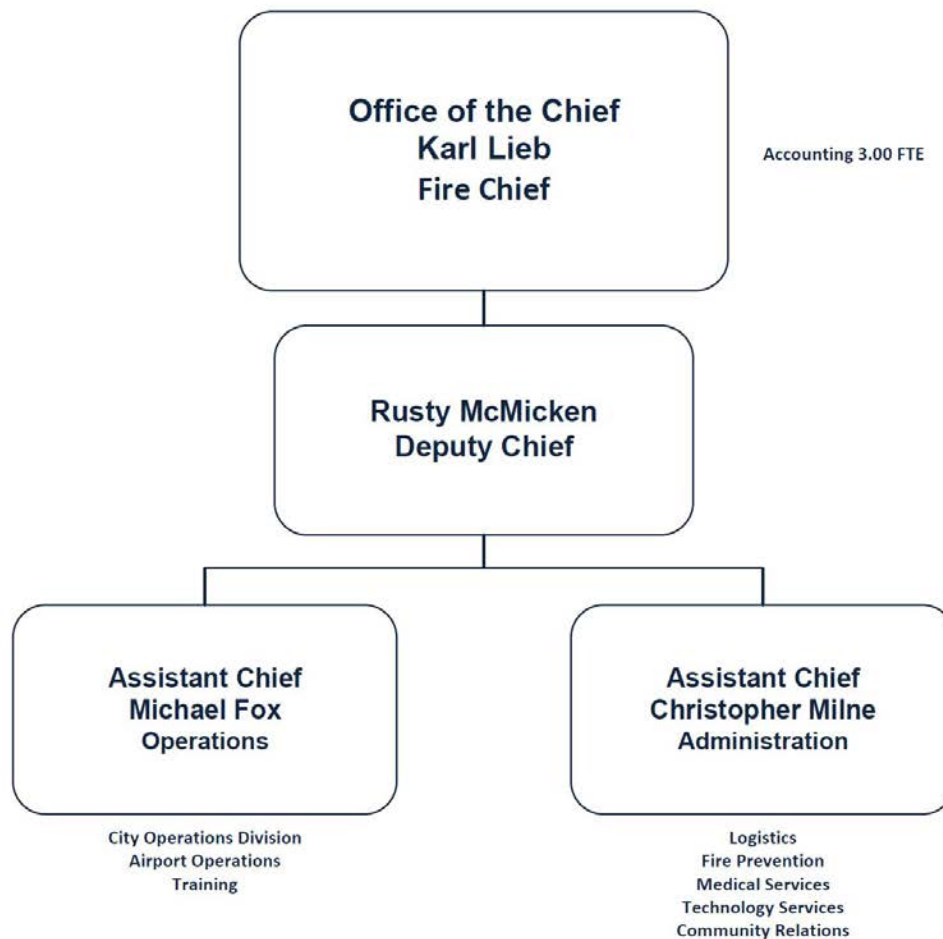 Office of the Chief
Karl Lieb
Fire Chief
Accounting 3.00 FTE
Rusty McMicken
Deputy Chief
Assistant Chief
Michael Fox
Operations
City Operations Division
Airport Operations
Training
Assistant Chief
Christopher Milne
Administration
Logistics
Fire Prevention
Medical Services
Technology Services
Community Relations